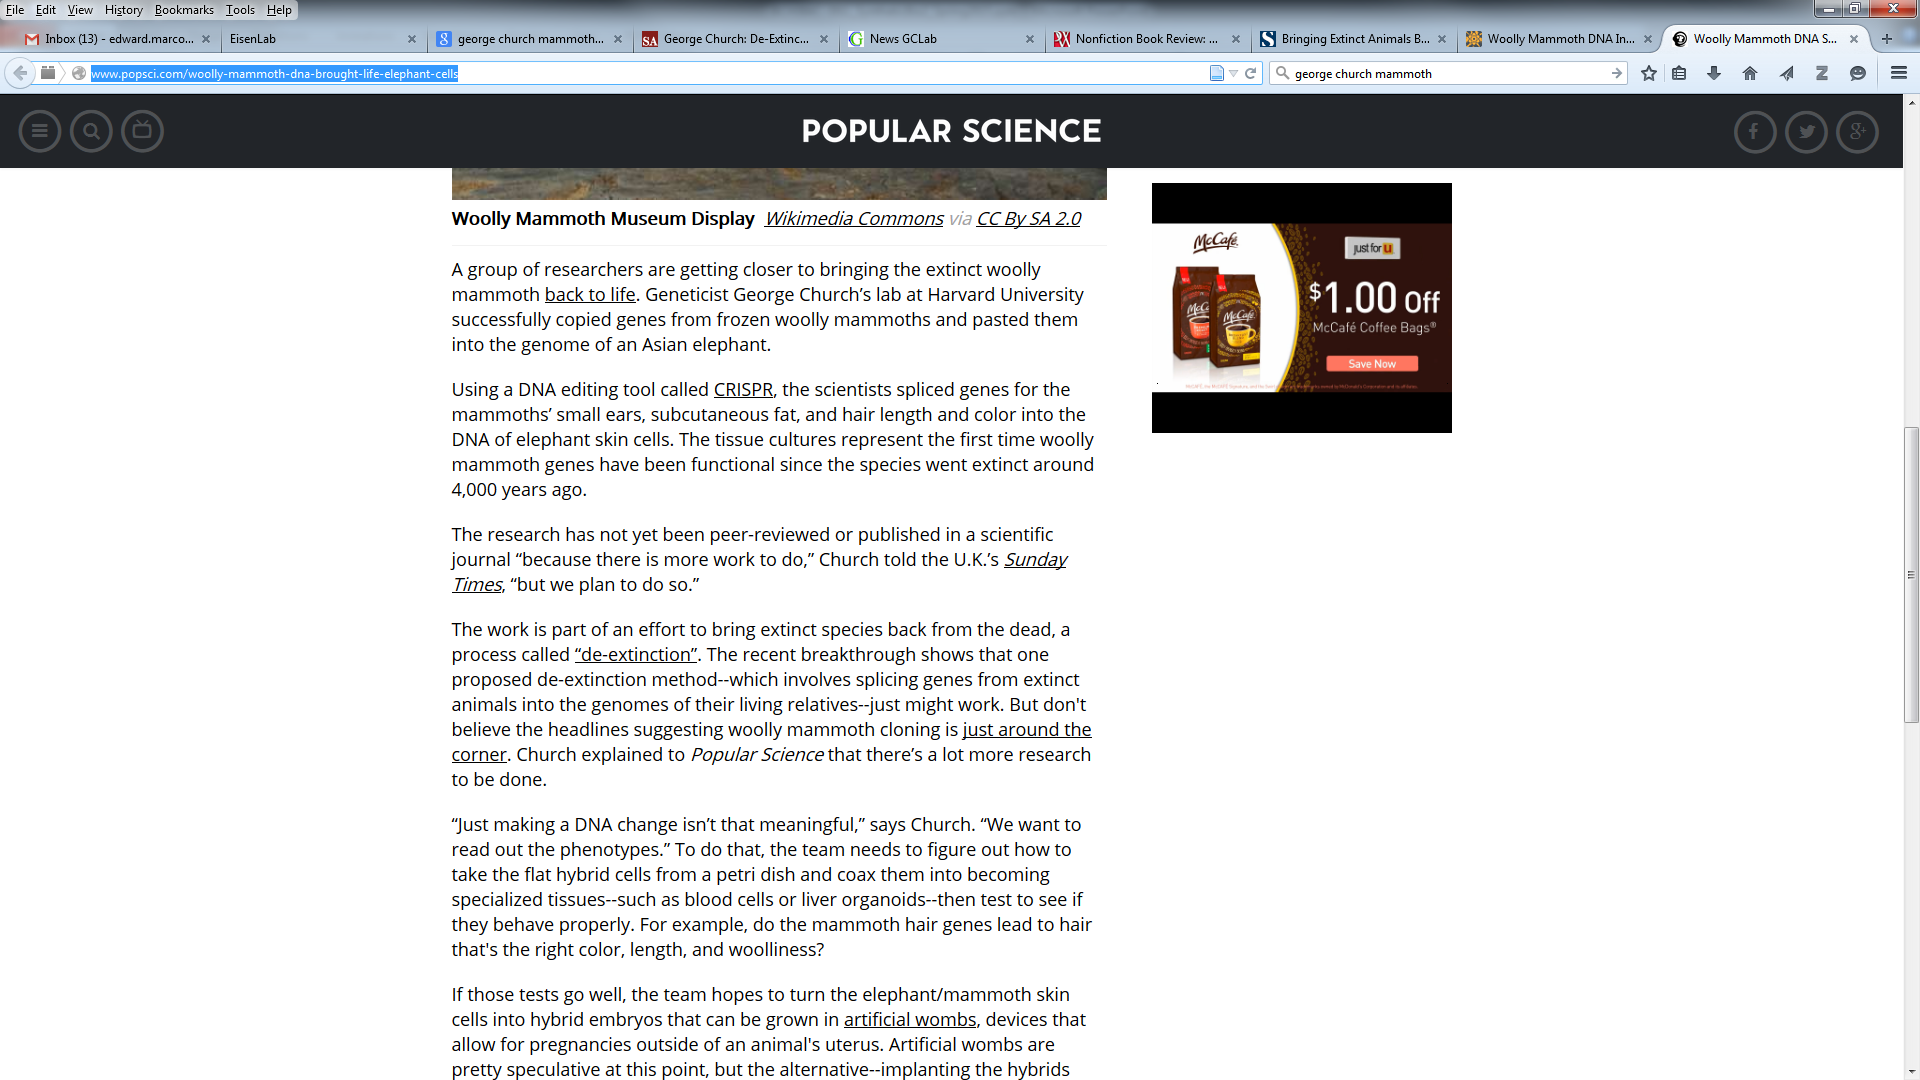 File Edit View History Bookmarks Tools Help
Inbox (13) - edward.marco...
EisenLab
george church mammoth...
George Church: De-Extinc...
News GCLab
Nonfiction Book Review: ...
Bringing Extinct Animals B...
Woolly Mammoth DNA In...
Woolly Mammoth DNA S...
www.popsci.com/woolly-mammoth-dna-brought-life-elephant-cells
george church mammoth
POPULAR SCIENCE
Woolly Mammoth Museum Display Wikimedia Commons via CC By SA 2.0
A group of researchers are getting closer to bringing the extinct woolly
mammoth back to life. Geneticist George Church’s lab at Harvard University
successfully copied genes from frozen woolly mammoths and pasted them
into the genome of an Asian elephant.
Using a DNA editing tool called CRISPR, the scientists spliced genes for the
mammoths’ small ears, subcutaneous fat, and hair length and color into the
DNA of elephant skin cells. The tissue cultures represent the first time woolly
mammoth genes have been functional since the species went extinct around
4,000 years ago.
The research has not yet been peer-reviewed or published in a scientific
journal “because there is more work to do,” Church told the U.K.’s Sunday
Times, “but we plan to do so.”
The work is part of an effort to bring extinct species back from the dead, a
process called “de-extinction”. The recent breakthrough shows that one
proposed de-extinction method--which involves splicing genes from extinct
animals into the genomes of their living relatives--just might work. But don't
believe the headlines suggesting woolly mammoth cloning is just around the
corner. Church explained to Popular Science that there’s a lot more research
to be done.
“Just making a DNA change isn’t that meaningful,” says Church. “We want to
read out the phenotypes.” To do that, the team needs to figure out how to
take the flat hybrid cells from a petri dish and coax them into becoming
specialized tissues--such as blood cells or liver organoids--then test to see if
they behave properly. For example, do the mammoth hair genes lead to hair
that's the right color, length, and woolliness?
If those tests go well, the team hopes to turn the elephant/mammoth skin
cells into hybrid embryos that can be grown in artificial wombs, devices that
allow for pregnancies outside of an animal's uterus. Artificial wombs are
pretty speculative at this point, but the alternative--implanting the hybrids
McCafé
just for u
$1.00 Off
McCafé Coffee Bags®
Save Now